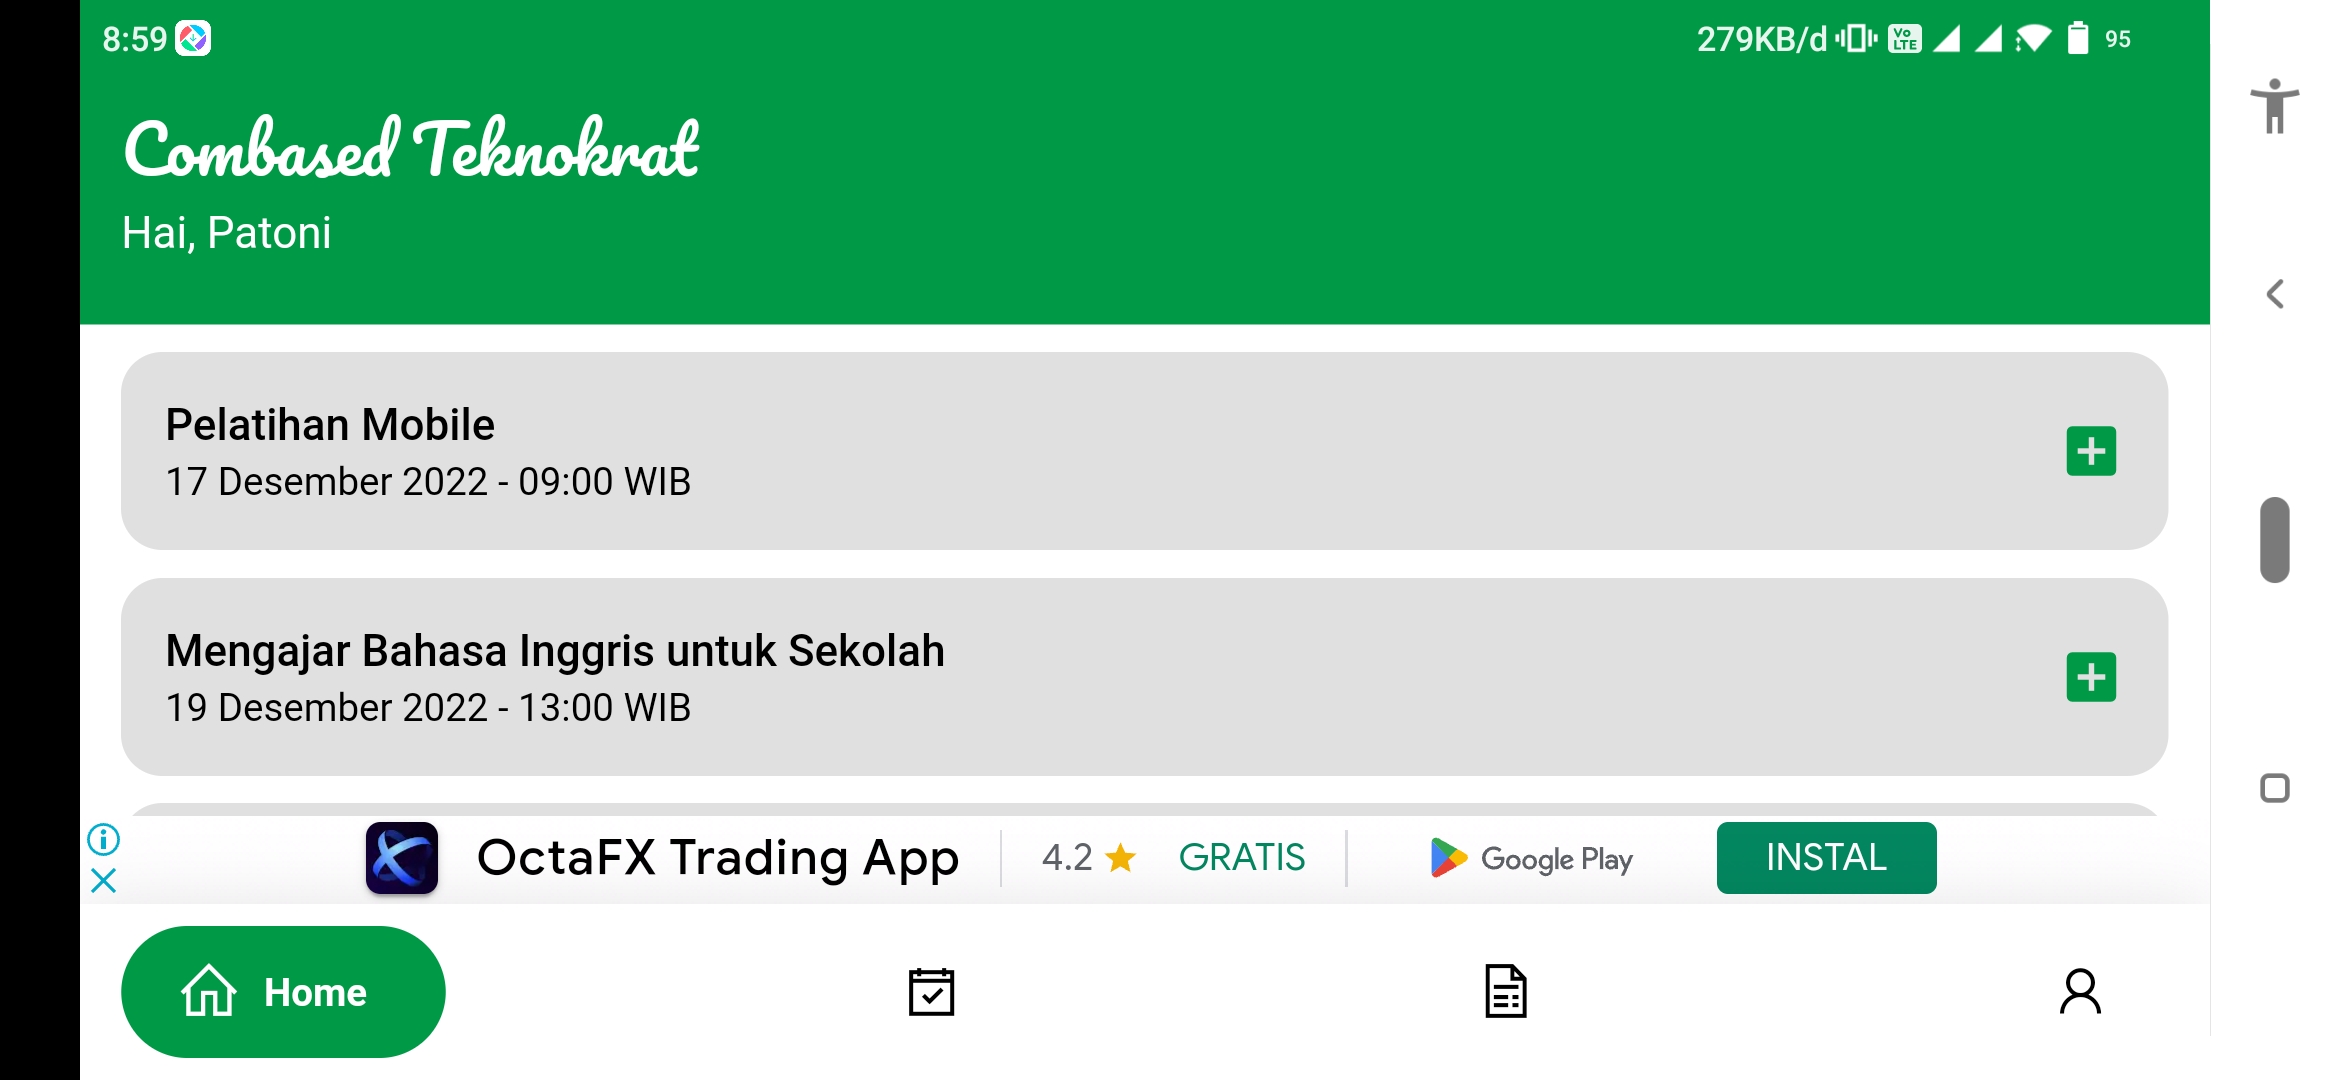 8:59
279KB/d
Vo LTE
95
Combased Teknokrat
Hai, Patoni
Pelatihan Mobile
17 Desember 2022 - 09:00 WIB
Mengajar Bahasa Inggris untuk Sekolah
19 Desember 2022 - 13:00 WIB
OctaFX Trading App
4.2
GRATIS
Google Play
INSTAL
Home